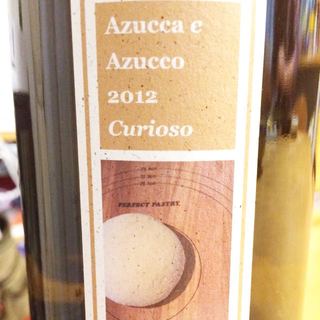 Azucca e
Azucco
2012
Curioso
PERFECT PASTRY